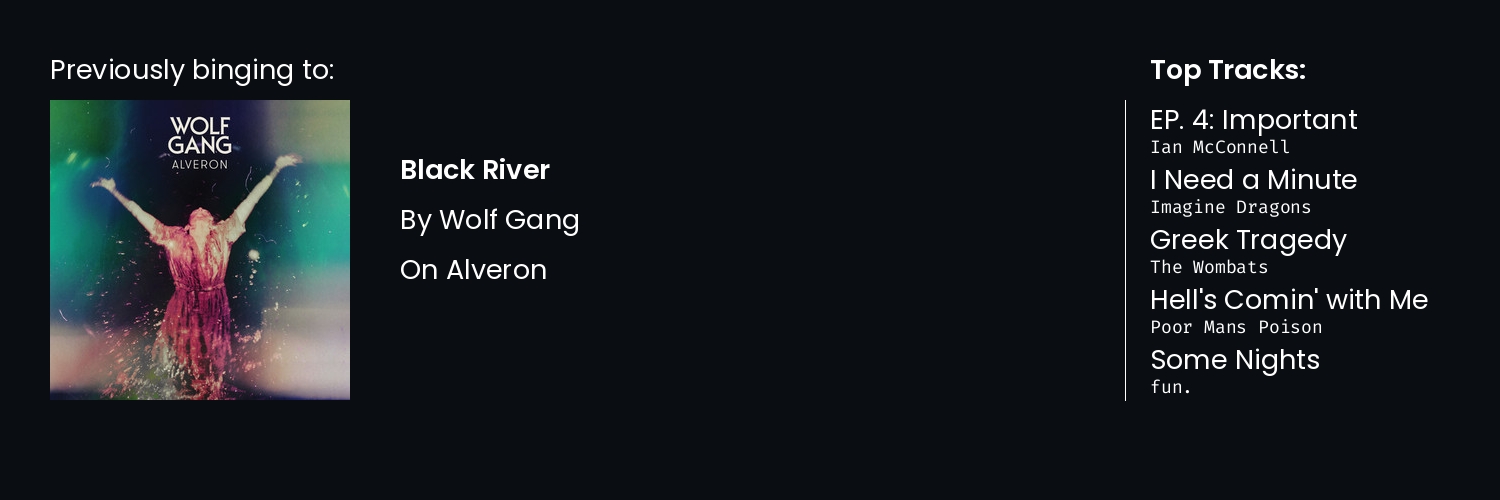 Previously binging to:
WOLF
GANG
ALVERON
Black River
By Wolf Gang
On Alveron
Top Tracks:
EP. 4: Important
Ian McConnell
I Need a Minute
Imagine Dragons
Greek Tragedy
The Wombats
Hell's Comin' with Me
Poor Mans Poison
Some Nights
fun.